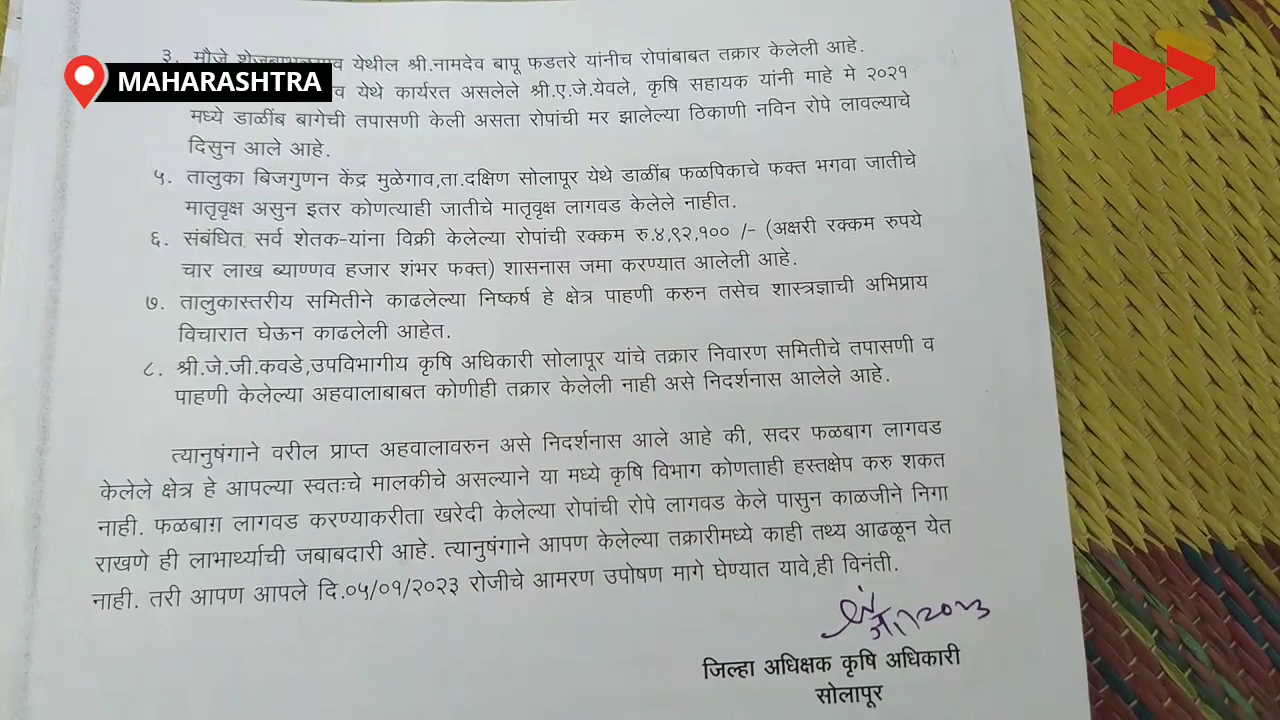 MAHARASHTRA
३. मौजे येथील श्री.नामदेव बापू फडतरे यांनीच रोपांबाबत तक्रार केलेली आहे.
येथे कार्यरत असलेले श्री.ए.जे.येवले, कृषि सहायक यांनी माहे मे २०२१
मध्ये डाळींब बागेची तपासणी केली असता रोपांची मर झालेल्या ठिकाणी नविन रोपे लावल्याचे
दिसुन आले आहे.
५. तालुका बिजगुणन केंद्र मुळेगाव,ता.दक्षिण सोलापूर येथे डाळींब फळपिकाचे फक्त भगवा जातीचे
मातृवृक्ष असुन इतर कोणत्याही जातीचे मातृवृक्ष लागवड केलेले नाहीत.
६. संबंधित सर्व शेतक-यांना विक्री केलेल्या रोपांची रक्कम रु.४,९२,१०० /- (अक्षरी रक्कम रुपये
चार लाख ब्याण्णव हजार शंभर फक्त) शासनास जमा करण्यात आलेली आहे.
७. तालुकास्तरीय समितीने काढलेल्या निष्कर्ष हे क्षेत्र पाहणी करुन तसेच शास्त्रज्ञाची अभिप्राय
विचारात घेऊन काढलेली आहेत.
८. श्री.जे.जी.कवडे,उपविभागीय कृषि अधिकारी सोलापूर यांचे तक्रार निवारण समितीचे तपासणी व
पाहणी केलेल्या अहवालाबाबत कोणीही तक्रार केलेली नाही असे निदर्शनास आलेले आहे.
त्यानुषंगाने वरील प्राप्त अहवालावरुन असे निदर्शनास आले आहे की, सदर फळबाग लागवड
केलेले क्षेत्र हे आपल्या स्वतःचे मालकीचे असल्याने या मध्ये कृषि विभाग कोणताही हस्तक्षेप करु शकत
नाही. फळबाग़ लागवड करण्याकरीता खरेदी केलेल्या रोपांची रोपे लागवड केले पासुन काळजीने निगा
राखणे ही लाभार्थ्याची जबाबदारी आहे. त्यानुषंगाने आपण केलेल्या तक्रारीमध्ये काही तथ्य आढळून येत
नाही. तरी आपण आपले दि.०५/०१/२०२३ रोजीचे आमरण उपोषण मागे घेण्यात यावे,ही विनंती.
जिल्हा अधिक्षक कृषि अधिकारी
सोलापूर